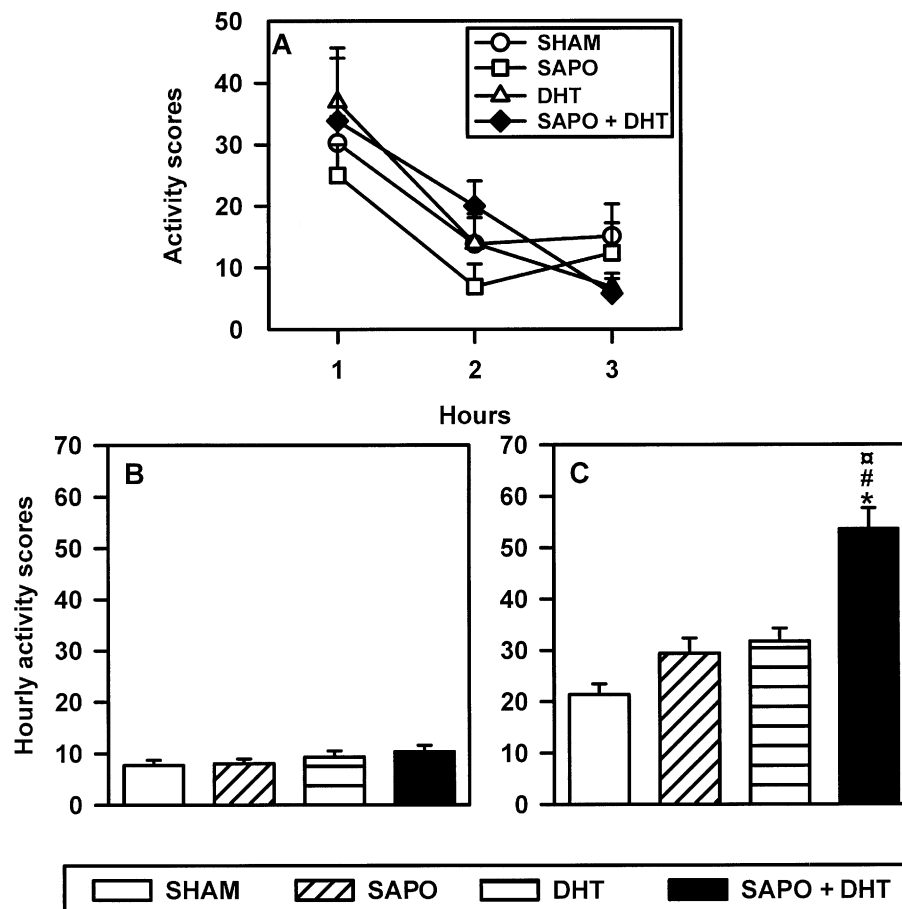 A
50
40
30
20
10
0
Activity scores
SHAM
SAPO
DHT
SAPO + DHT
1 2 3
Hours
B
70
60
50
40
30
20
10
0
Hourly activity scores
C
70
60
50
40
30
20
10
0
¤
#
*
SHAM SAPO DHT SAPO + DHT